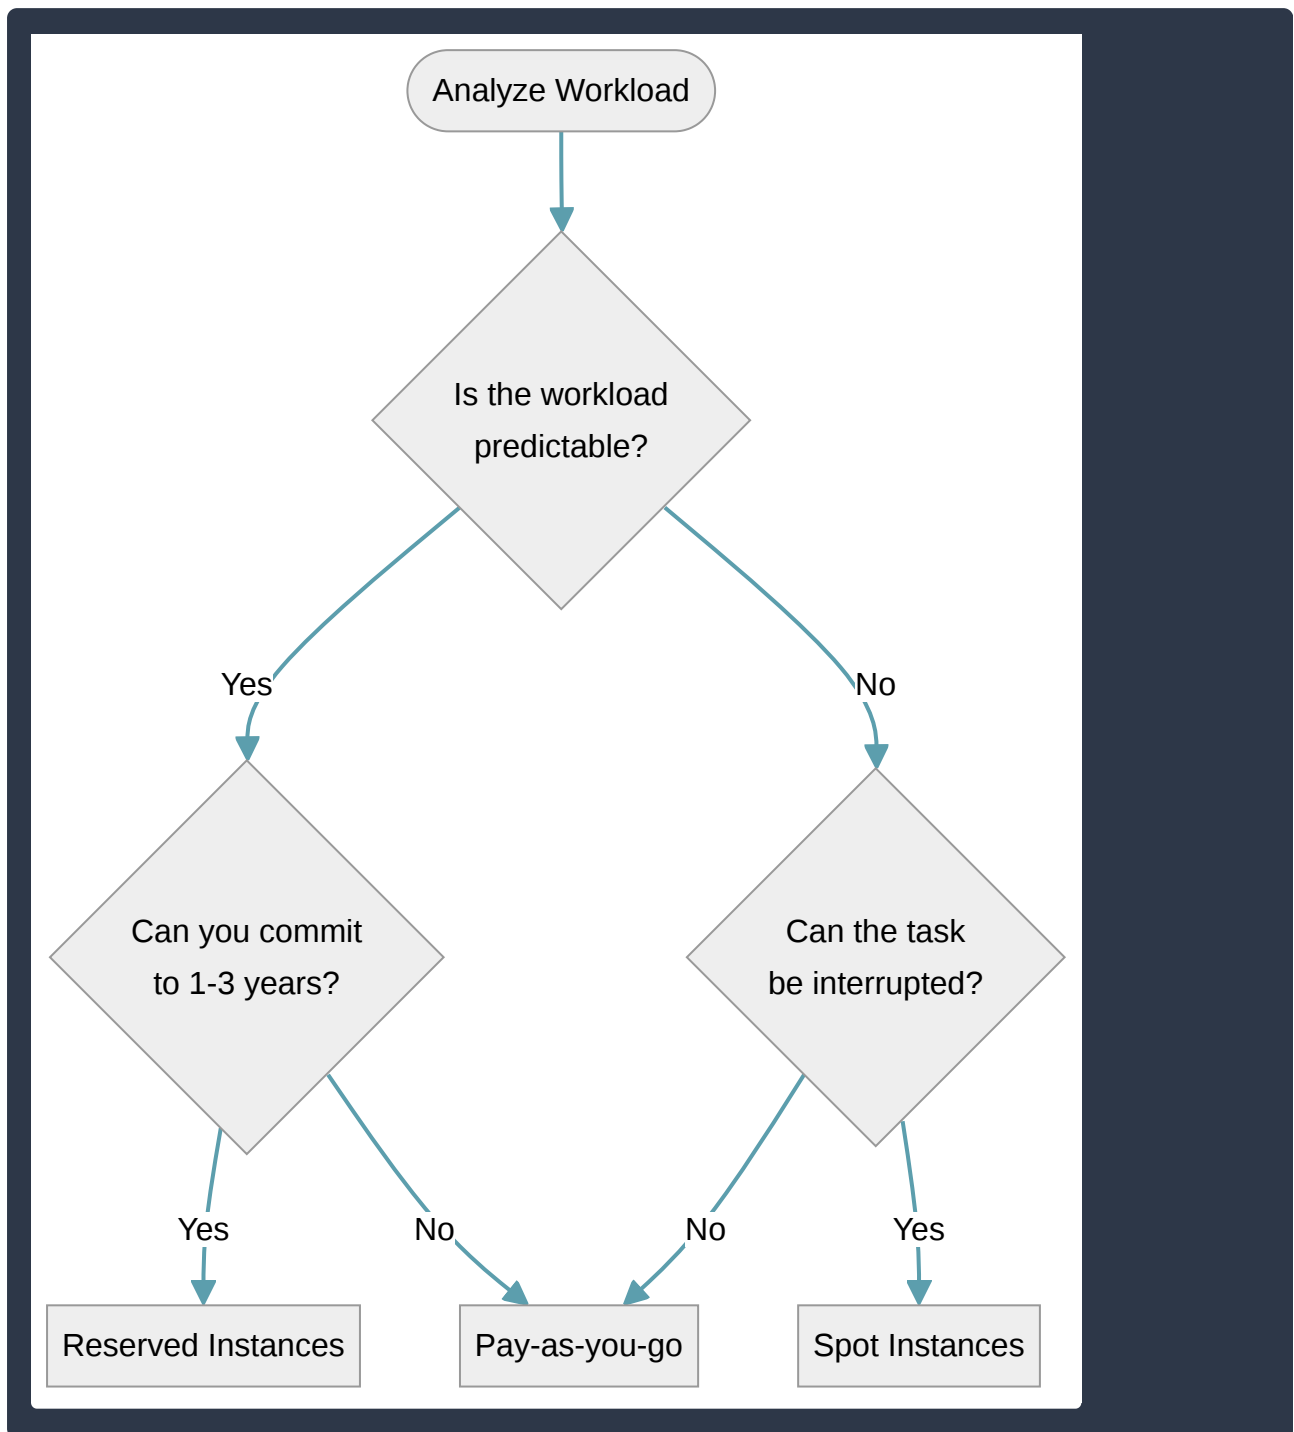 Analyze Workload
Is the workload
predictable?
Yes
No
Can you commit
to 1-3 years?
Can the task
be interrupted?
Yes
No
No
Yes
Reserved Instances
Pay-as-you-go
Spot Instances